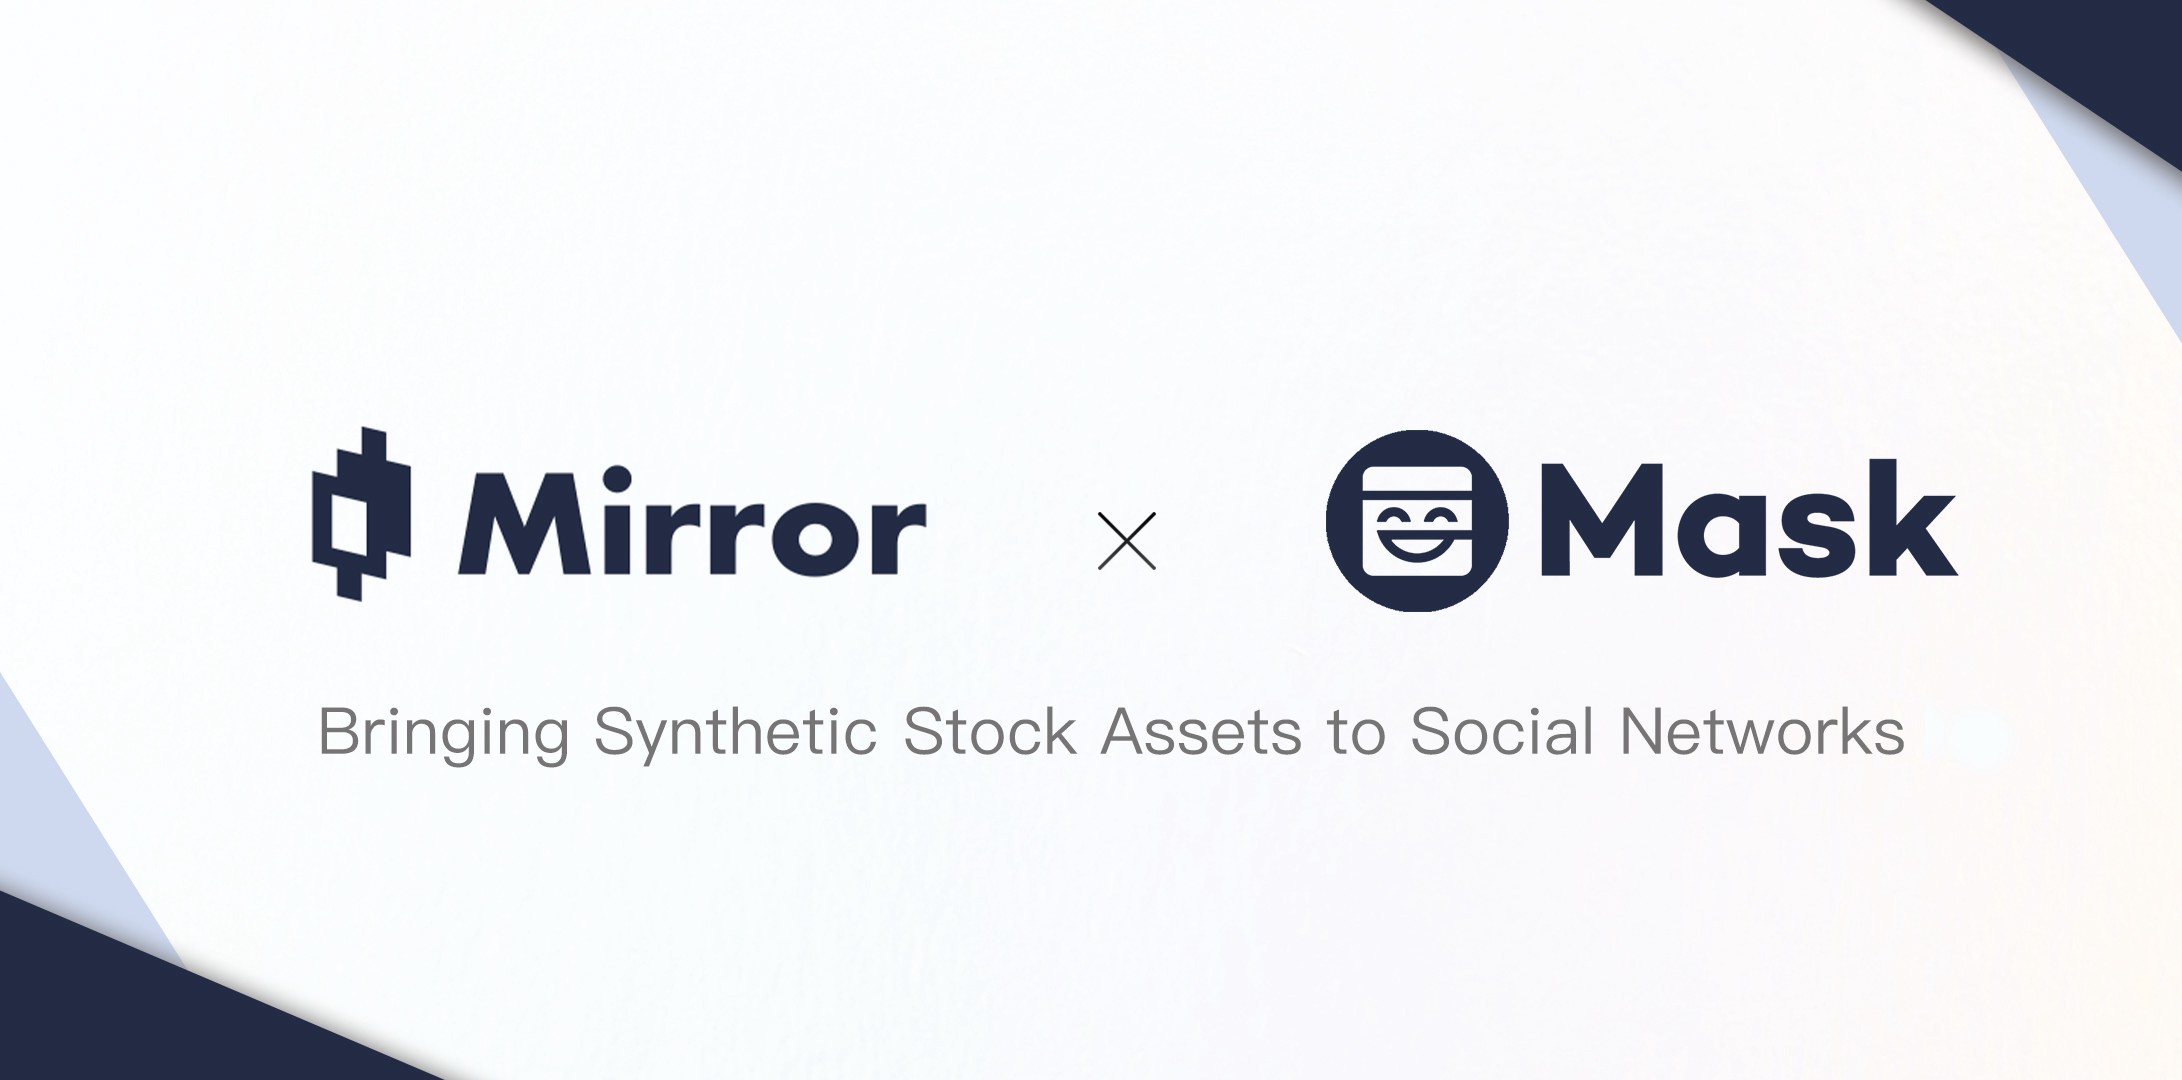 Mirror × Mask
Bringing Synthetic Stock Assets to Social Networks